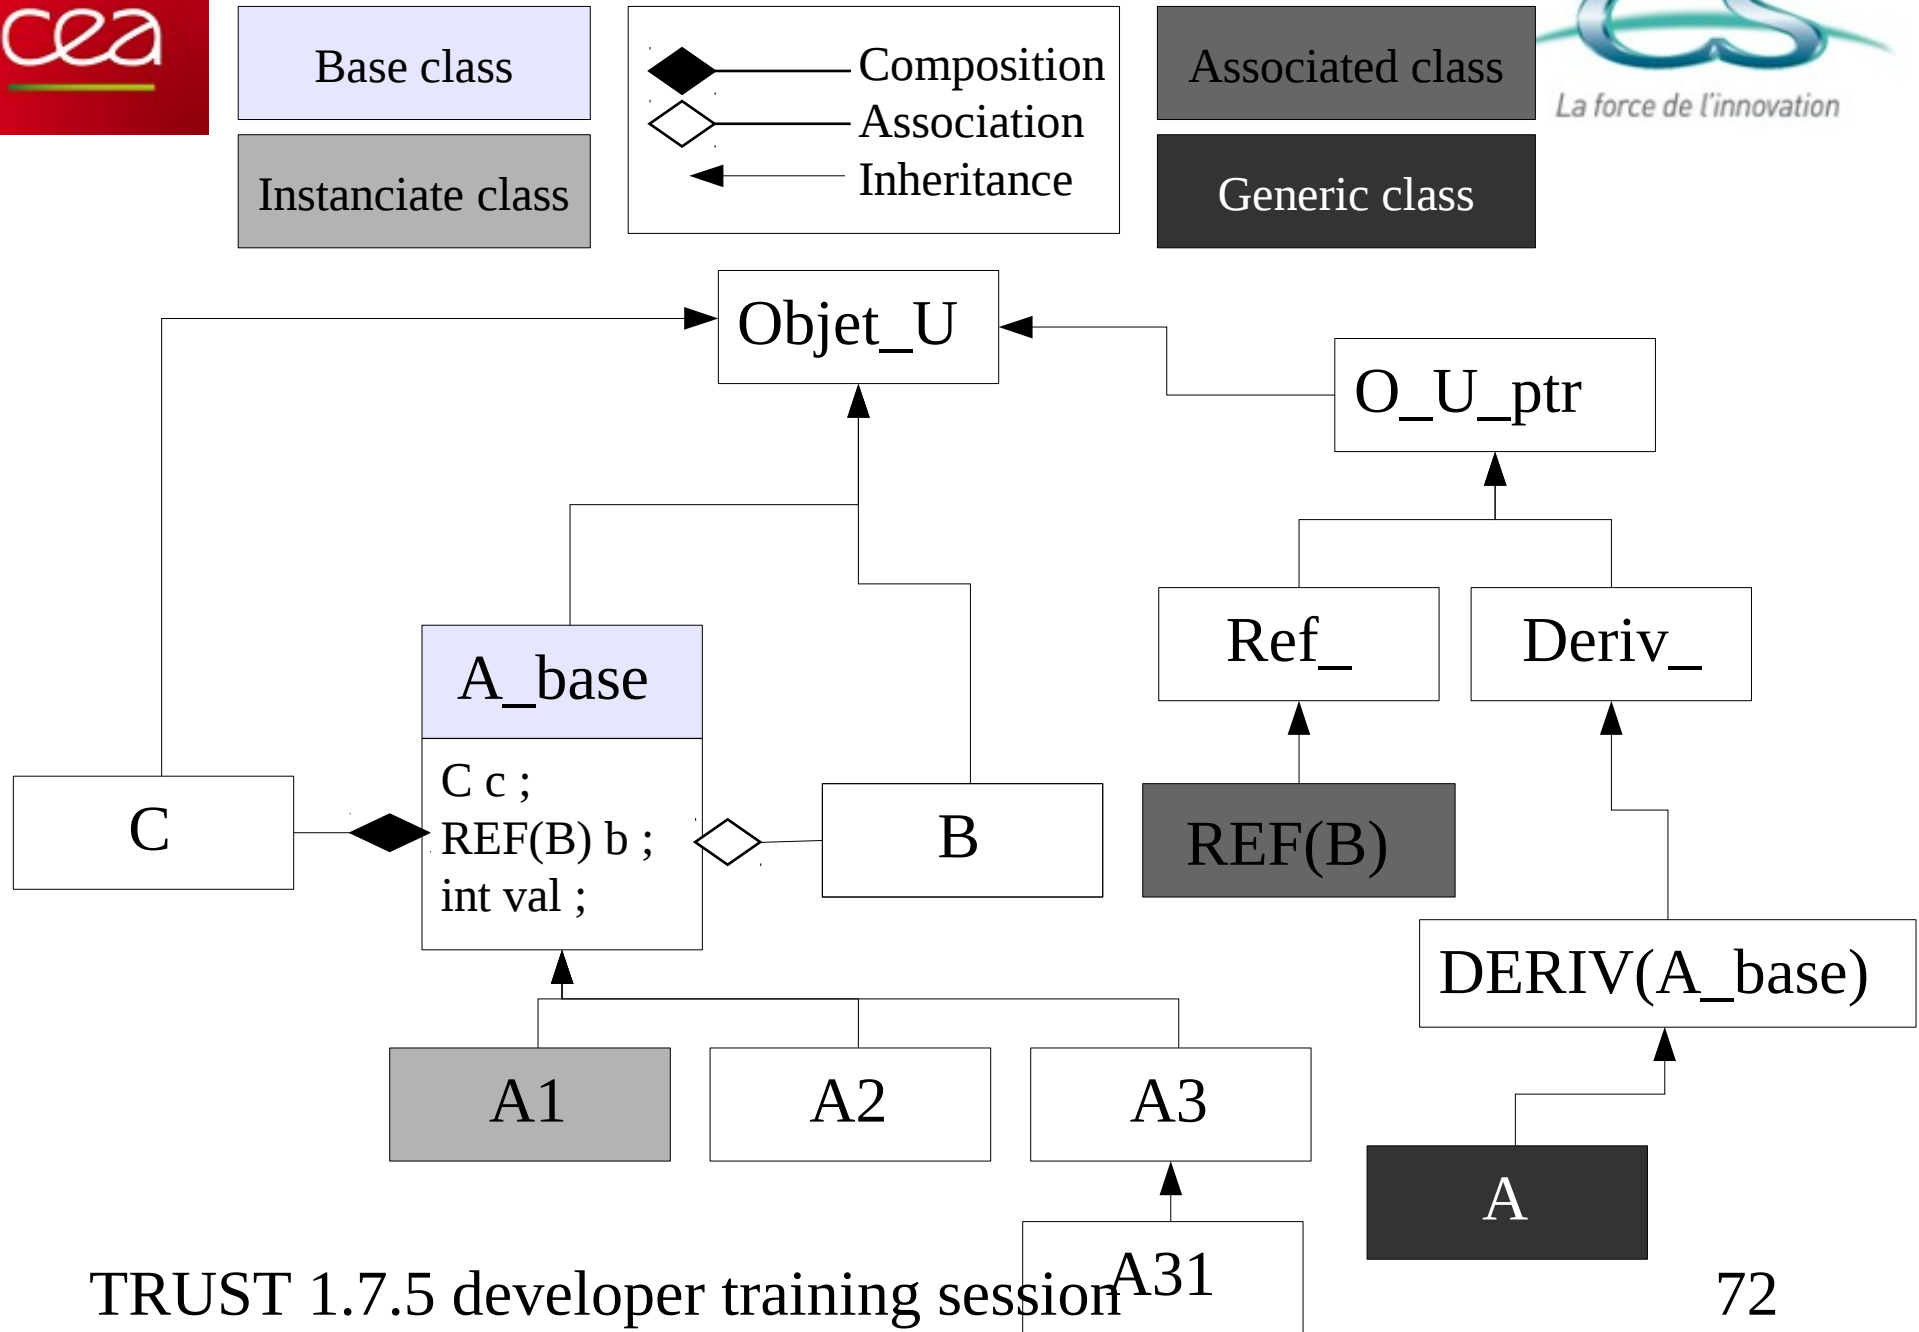 cea
Base class
Composition
Association
Inheritance
Associated class
CS
La force de l'innovation
Instanciate class
Generic class
Objet_U
O_U_ptr
Ref_
Deriv_
A_base
C c ;
REF(B) b ;
int val ;
C
B
REF(B)
DERIV(A_base)
A1
A2
A3
A
A31
TRUST 1.7.5 developer training session
72